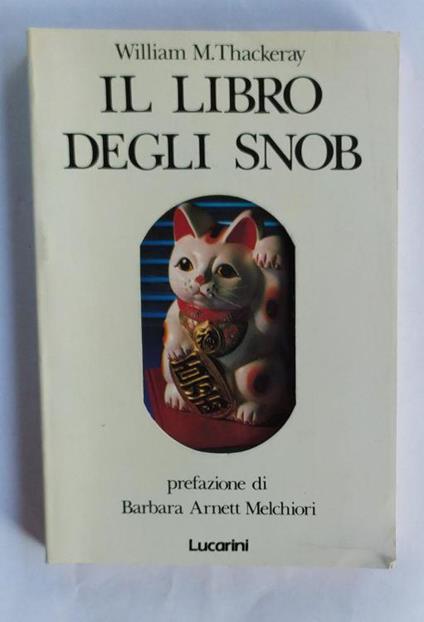 William M. Thackeray
IL LIBRO
DEGLI SNOB
prefazione di
Barbara Arnett Melchiori
Lucarini